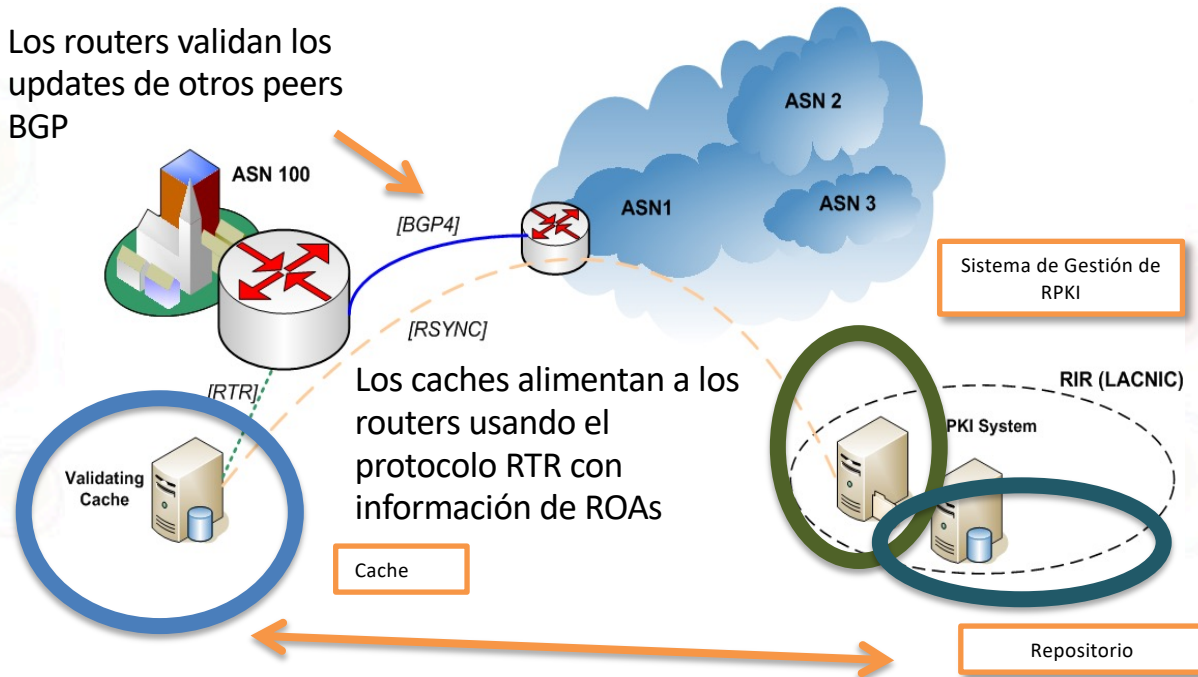 Los routers validan los
updates de otros peers
BGP
ASN 100
[BGP4]
ASN 2
ASN1
ASN 3
Sistema de Gestión de
RPKI
[RSYNC]
[RTR]
Los caches alimentan a los
routers usando el
protocolo RTR con
información de ROAs
RIR (LACNIC)
PKI System
Validating
Cache
Cache
Repositorio